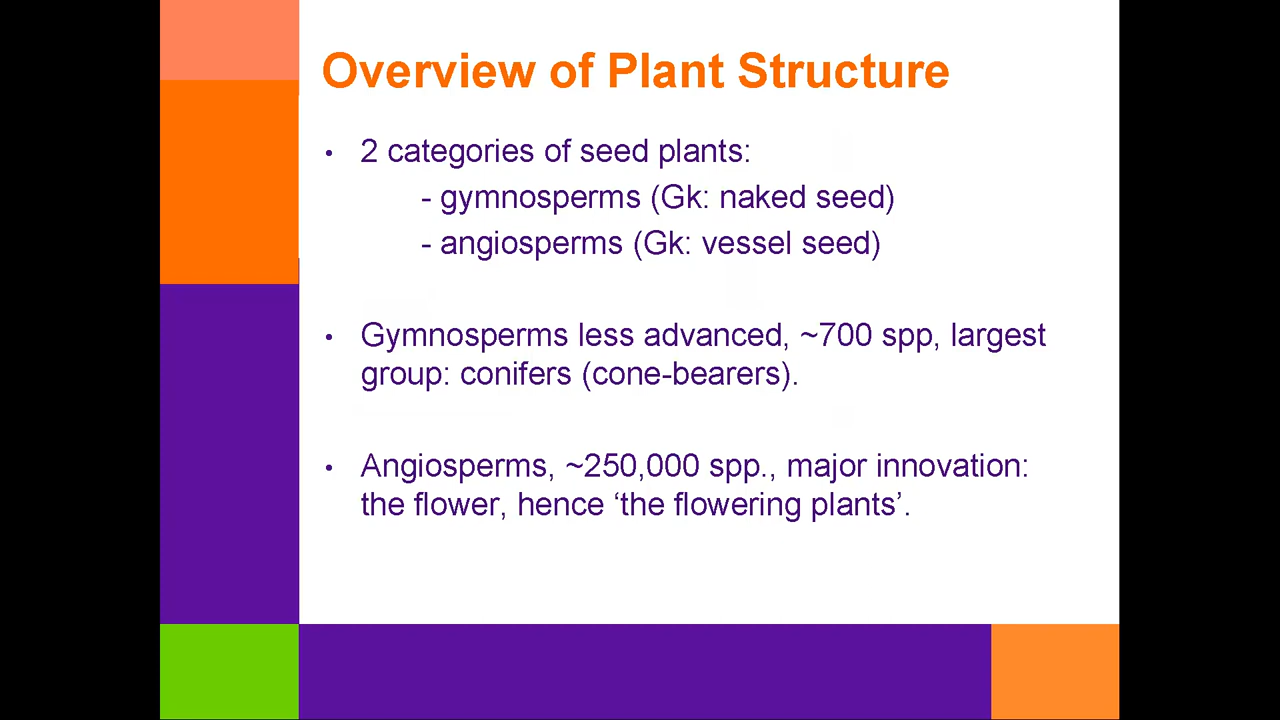 Overview of Plant Structure
• 2 categories of seed plants:
- gymnosperms (Gk: naked seed)
- angiosperms (Gk: vessel seed)
• Gymnosperms less advanced, ~700 spp, largest
group: conifers (cone-bearers).
• Angiosperms, ~250,000 spp., major innovation:
the flower, hence ‘the flowering plants’.